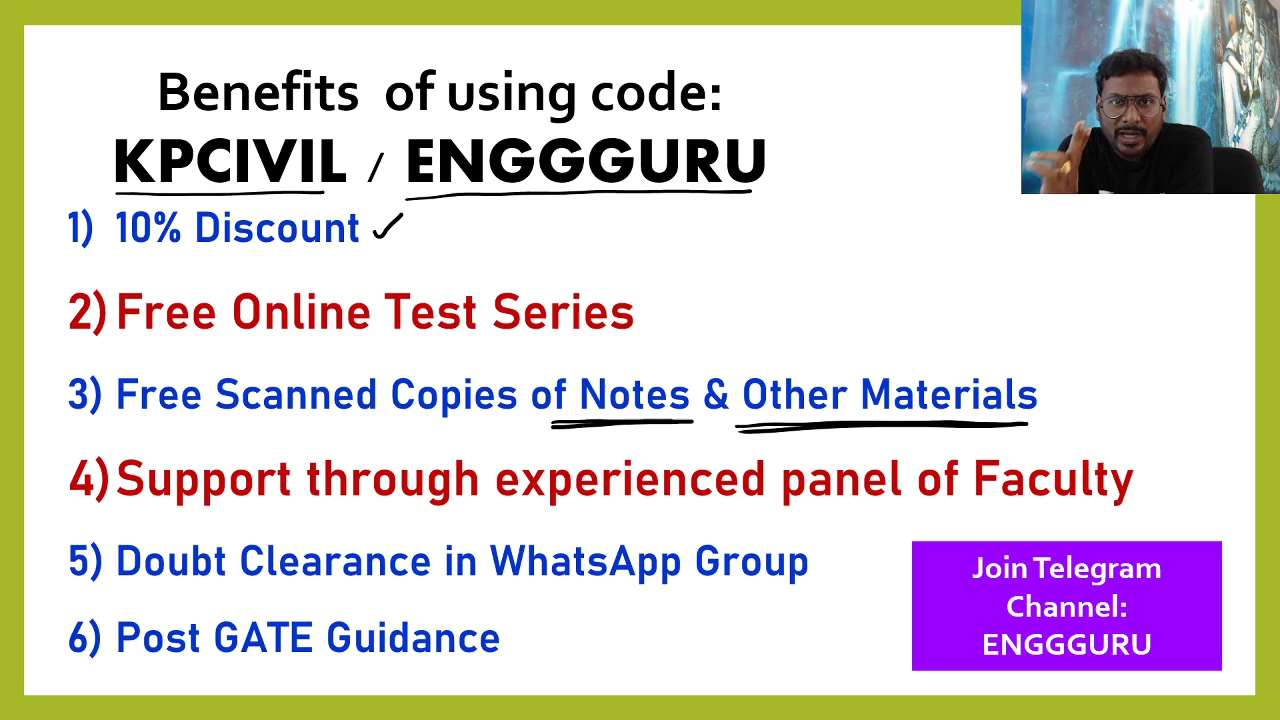 Benefits of using code:
KPCIVIL / ENGGGURU
1) 10% Discount
2) Free Online Test Series
3) Free Scanned Copies of Notes & Other Materials
4) Support through experienced panel of Faculty
5) Doubt Clearance in WhatsApp Group
6) Post GATE Guidance
Join Telegram
Channel:
ENGGGURU